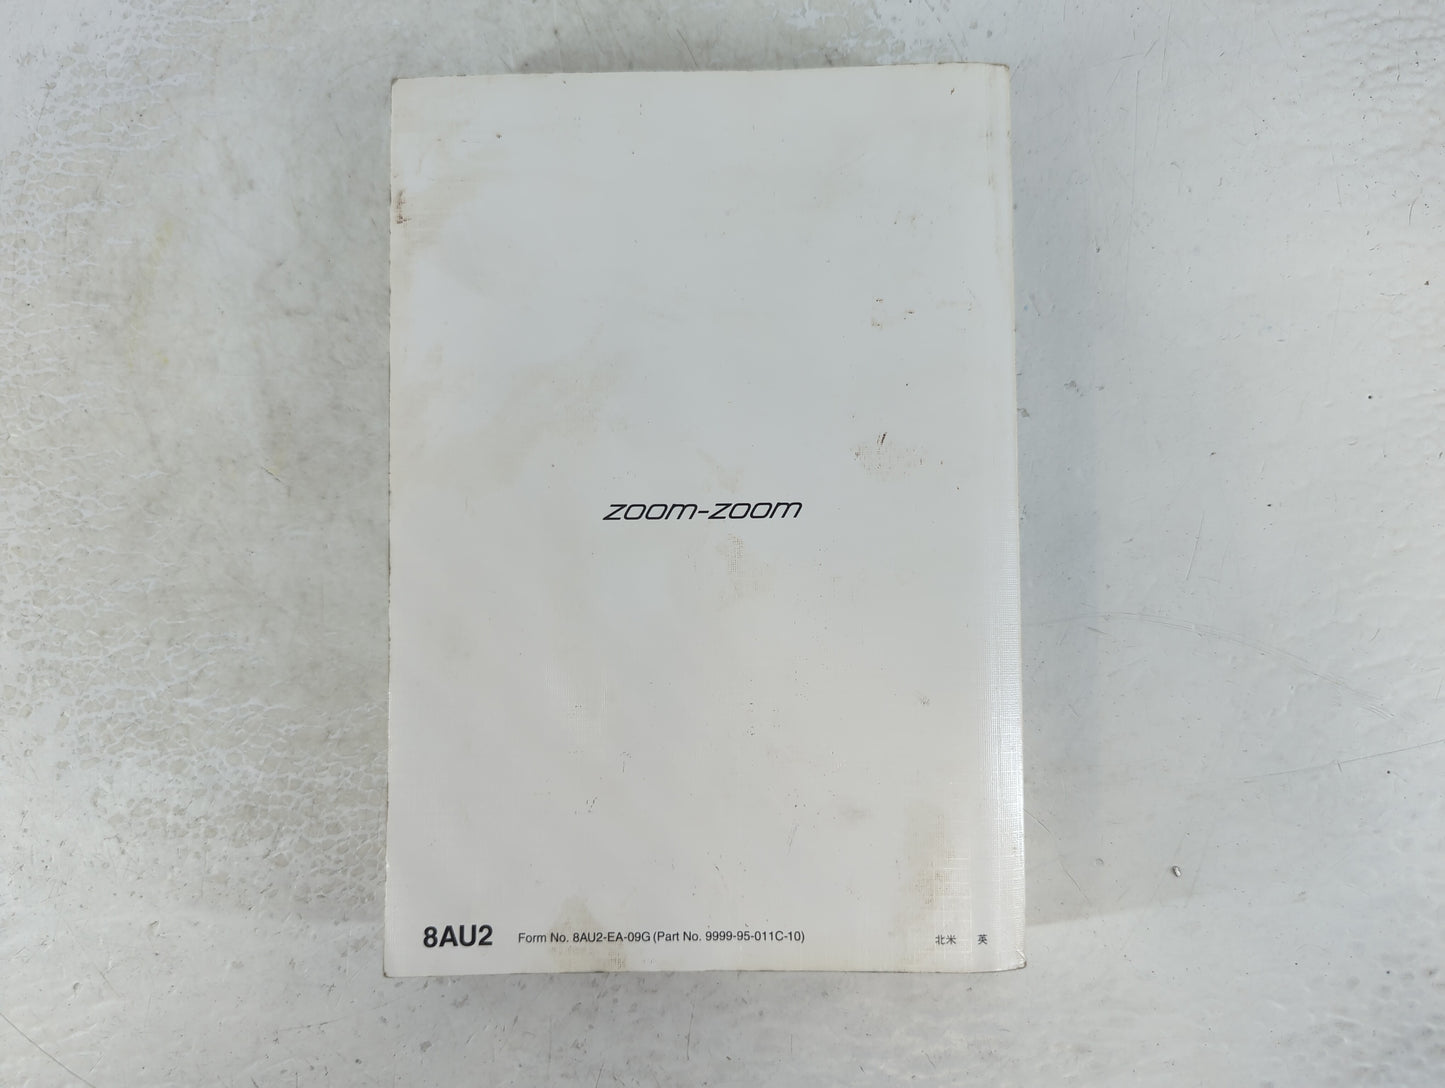 zoom-zoom
8AU2 Form No. 8AU2-EA-09G (Part No. 9999-95-011C-10) 北米 英